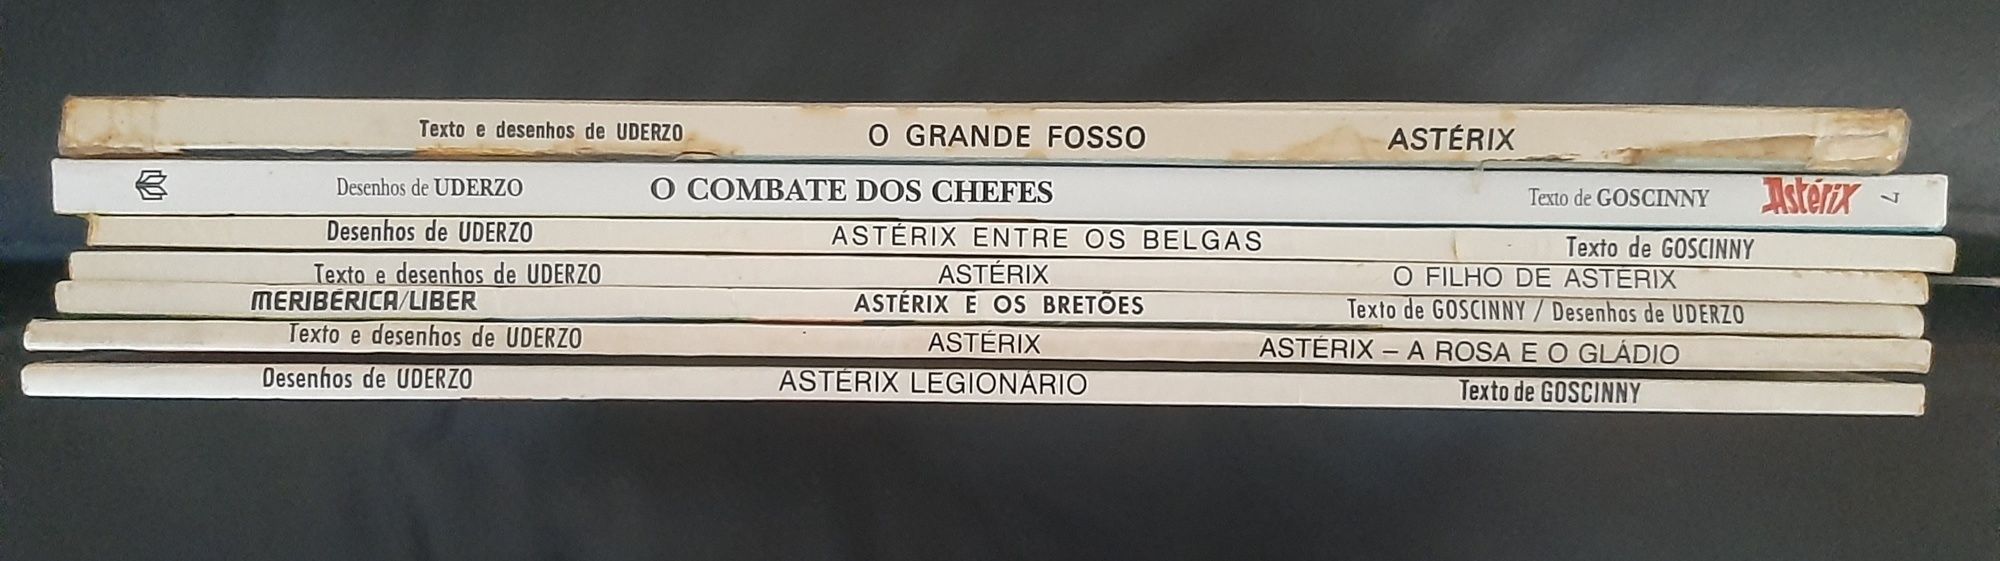 Texto e desenhos de UDERZO O GRANDE FOSSO ASTÉRIX
Desenhos de UDERZO O COMBATE DOS CHEFES Texto de GOSCINNY Astérix 7
Desenhos de UDERZO ASTÉRIX ENTRE OS BELGAS Texto de GOSCINNY
Texto e desenhos de UDERZO ASTÉRIX O FILHO DE ASTÉRIX
MERIBÉRICA/LIBER ASTÉRIX E OS BRETÕES Texto de GOSCINNY / Desenhos de UDERZO
Texto e desenhos de UDERZO ASTÉRIX ASTÉRIX – A ROSA E O GLÁDIO
Desenhos de UDERZO ASTÉRIX LEGIONÁRIO Texto de GOSCINNY